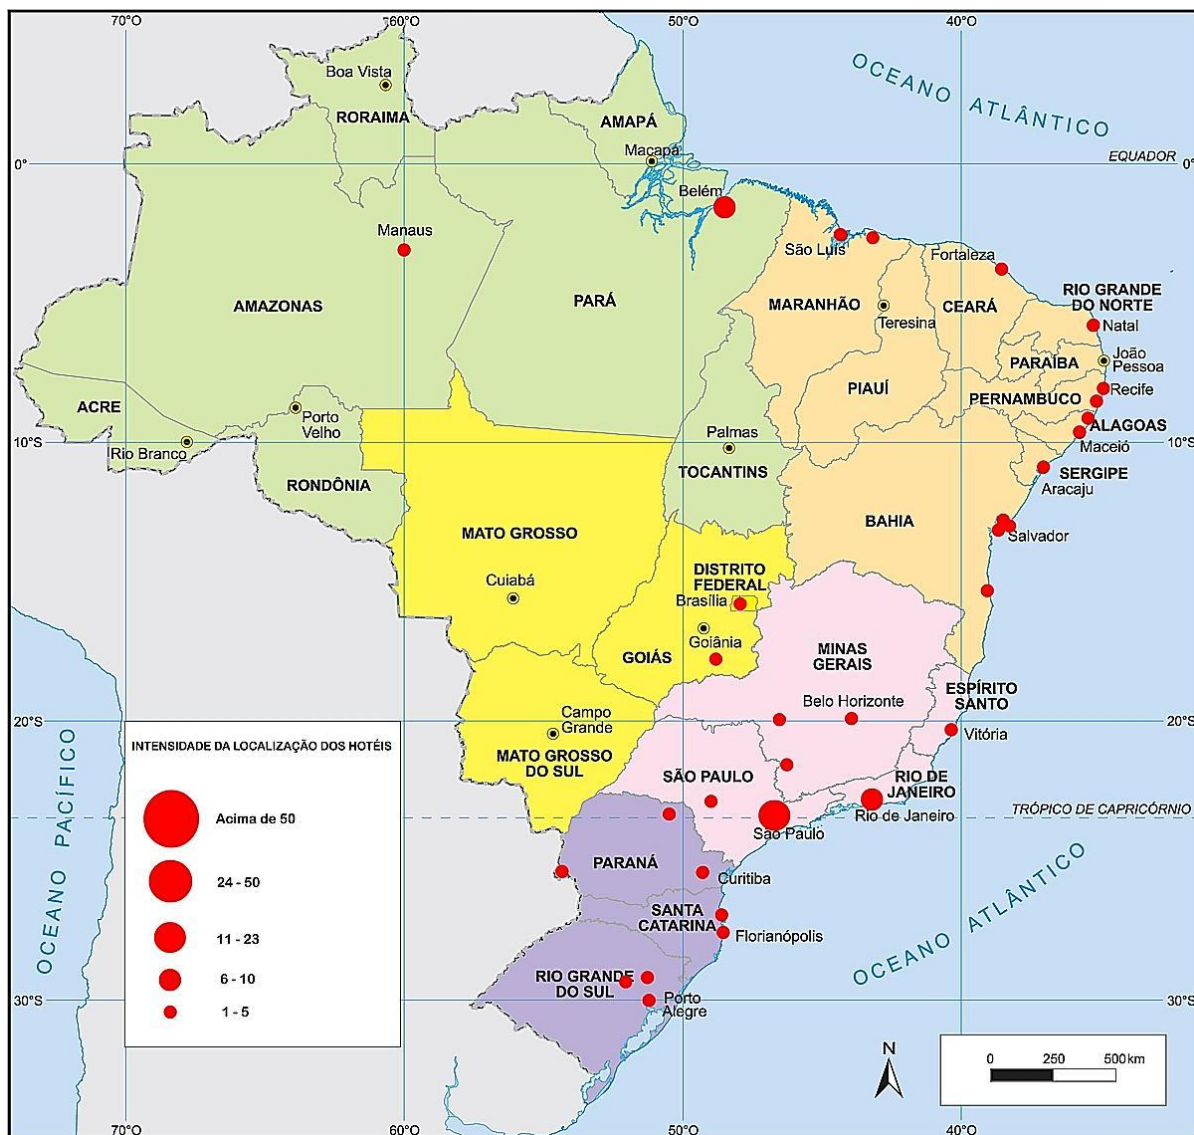 70°O
60°O
50°O
40°O
OCEANO ATLÂNTICO
Boa Vista
RORAIMA
AMAPÁ
Macapá
EQUADOR
0°
0°
Belém
Manaus
São Luís
Fortaleza
AMAZONAS
PARÁ
MARANHÃO
CEARÁ
RIO GRANDE
DO NORTE
Teresina
Natal
PARAÍBA
João
Pessoa
PIAUÍ
ACRE
PERNAMBUCO
Recife
Porto
Velho
ALAGOAS
Palmas
Maceió
10°S
10°S
Rio Branco
TOCANTINS
SERGIPE
RONDÔNIA
Aracaju
BAHIA
MATO GROSSO
Salvador
DISTRITO
FEDERAL
Cuiabá
Brasília
Goiânia
GOIÁS
MINAS
GERAIS
ESPÍRITO
SANTO
Belo Horizonte
Campo
Grande
20°S
20°S
Vitória
MATO GROSSO
DO SUL
SÃO PAULO
RIO DE
JANEIRO
TRÓPICO DE CAPRICÓRNIO
Rio de Janeiro
São Paulo
PARANÁ
Curitiba
SANTA
CATARINA
Florianópolis
OCEANO ATLÂNTICO
RIO GRANDE
DO SUL
Porto
Alegre
30°S
30°S
OCEANO PACÍFICO
INTENSIDADE DA LOCALIZAÇÃO DOS HOTÉIS
Acima de 50
24 - 50
11 - 23
6 - 10
1 - 5
N
0 250 500 km
70°O
60°O
50°O
40°O